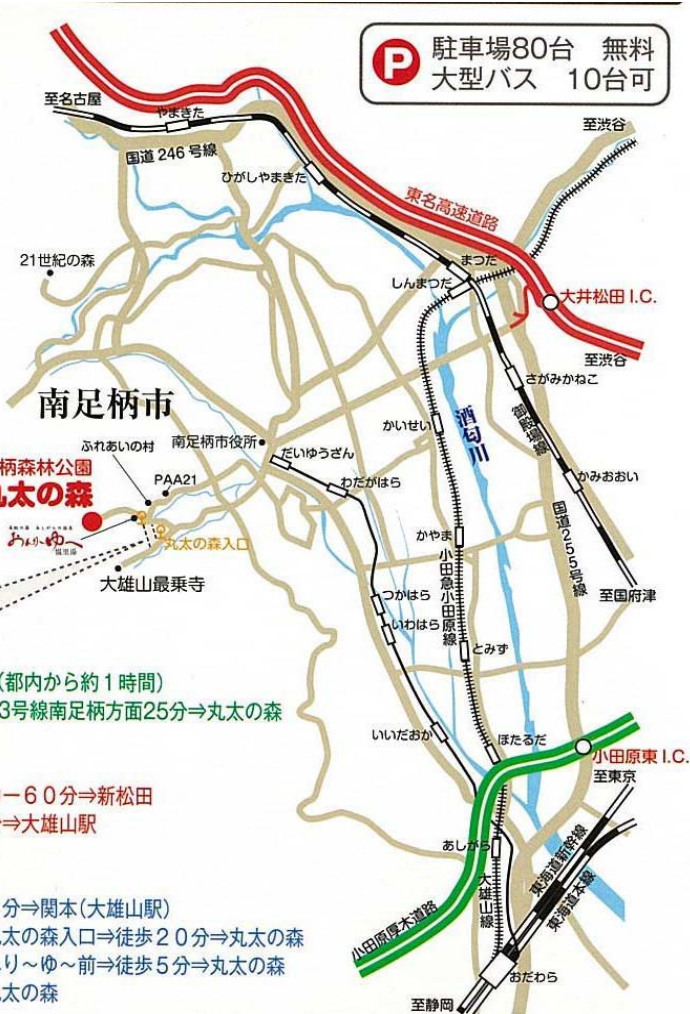 駐車場80台 無料
大型バス 10台可
至名古屋
やまきた
国道246号線
至渋谷
ひがしやまきた
東名高速道路
21世紀の森
まつだ
しんまつだ
大井松田 I.C.
至渋谷
さがみかねこ
南足柄市
酒匂川
御殿場線
かいせい
ふれあいの村
南足柄市役所
だいゆうざん
わだがはら
かみおおい
柄森林公園
PAA21
丸太の森
国道255号線
かやま
丸太の森入口
小田急小田原線
大雄山最乗寺
至国府津
つかはら
いわはら
とみず
(都内から約1時間)
3号線南足柄方面25分⇒丸太の森
いいだおか
ほたるだ
小田原東 I.C.
至東京
ー60分⇒新松田
⇒大雄山駅
あしがら
東海道新幹線
東海道本線
大雄山線
分⇒関本(大雄山駅)
太の森入口⇒徒歩20分⇒丸太の森
り〜ゆ〜前⇒徒歩5分⇒丸太の森
太の森
小田原厚木道路
おだわら
至静岡